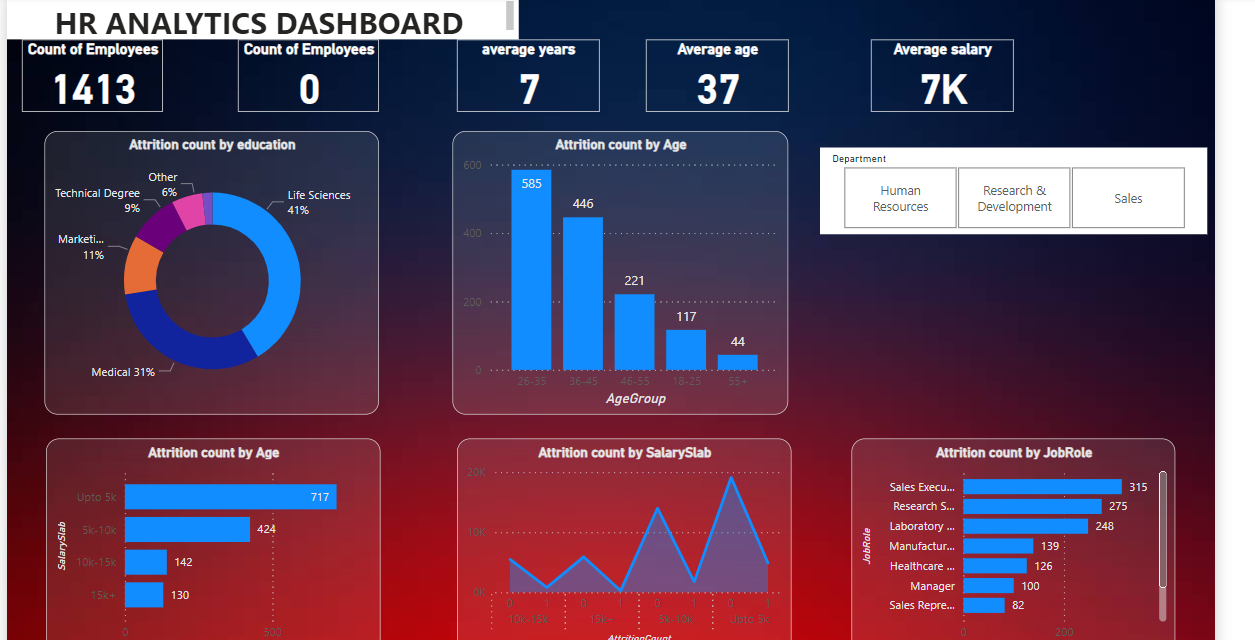 HR ANALYTICS DASHBOARD
Count of Employees
1413
Count of Employees
0
average years
7
Average age
37
Average salary
7K
Attrition count by education
Other
6%
Technical Degree
9%
Marketi...
11%
Life Sciences
41%
Medical 31%
Attrition count by Age
600
400
200
0
585
446
221
117
44
26-35
36-45
46-55
18-25
55+
AgeGroup
Department
Human
Resources
Research &
Development
Sales
Attrition count by Age
SalarySlab
Upto 5k
717
5k-10k
424
10k-15k
142
15k+
130
0
500
Attrition count by SalarySlab
20K
10K
0K
0 1 0 1 0 1 0 1
10k-15k
15k+
5k-10k
Upto 5k
AttritionCount
Attrition count by JobRole
JobRole
Sales Execu...
315
Research S...
275
Laboratory ...
248
Manufactur...
139
Healthcare ...
126
Manager
100
Sales Repre...
82
0
200